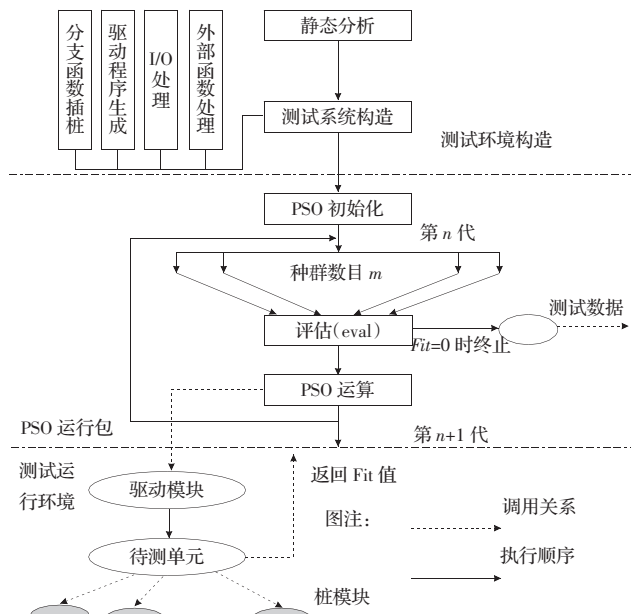 分支函数插桩
驱动程序生成
I/O处理
外部函数处理
静态分析
测试系统构造
测试环境构造
PSO 初始化
第 n 代
种群数目 m
测试数据
评估(eval)
Fit=0 时终止
PSO 运算
PSO 运行包
第 n+1 代
测试运
行环境
返回 Fit 值
驱动模块
图注：
调用关系
待测单元
执行顺序
桩模块